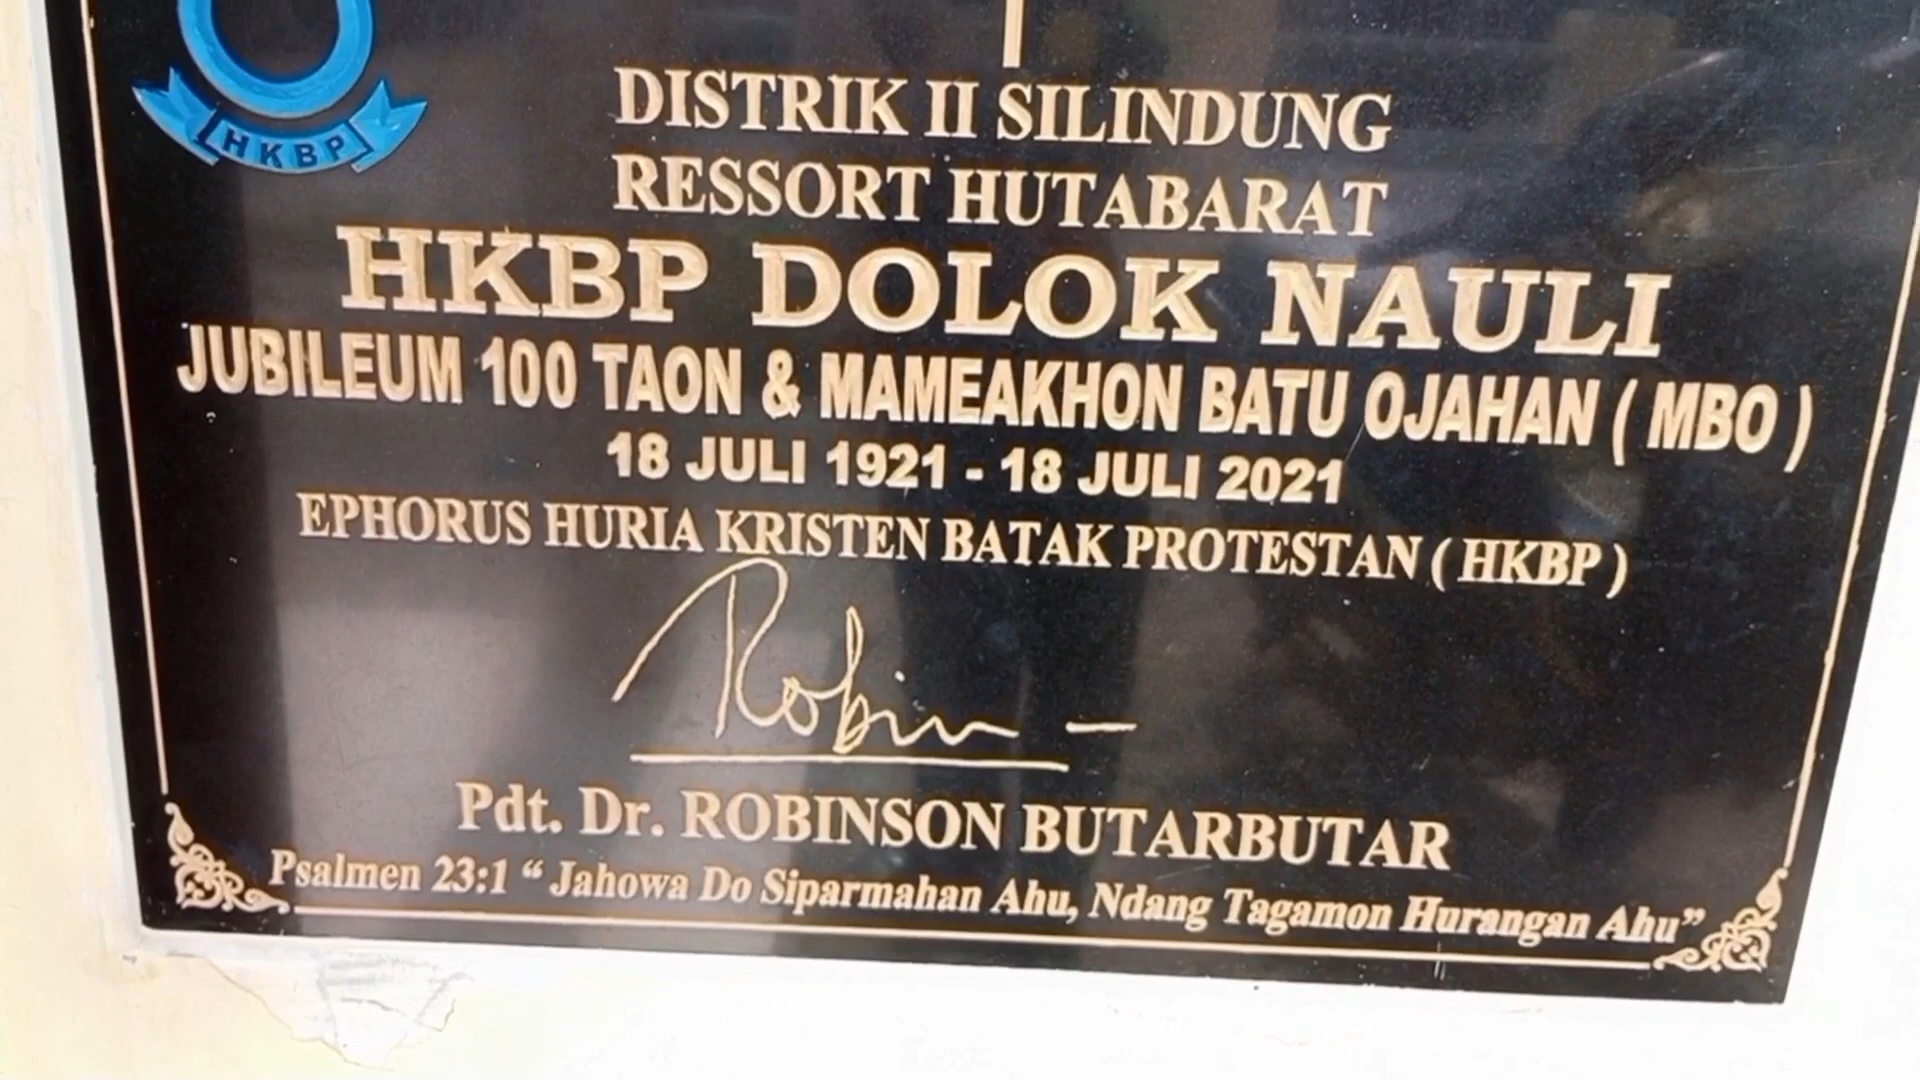 HKBP
DISTRIK II SILINDUNG
RESSORT HUTABARAT
HKBP DOLOK NAULI
JUBILEUM 100 TAON & MAMEAKHON BATU OJAHAN ( MBO )
18 JULI 1921 - 18 JULI 2021
EPHORUS HURIA KRISTEN BATAK PROTESTAN ( HKBP )
Robin -
Pdt. Dr. ROBINSON BUTARBUTAR
Psalmen 23:1 “ Jahowa Do Siparmahan Ahu, Ndang Tagamon Hurangan Ahu”